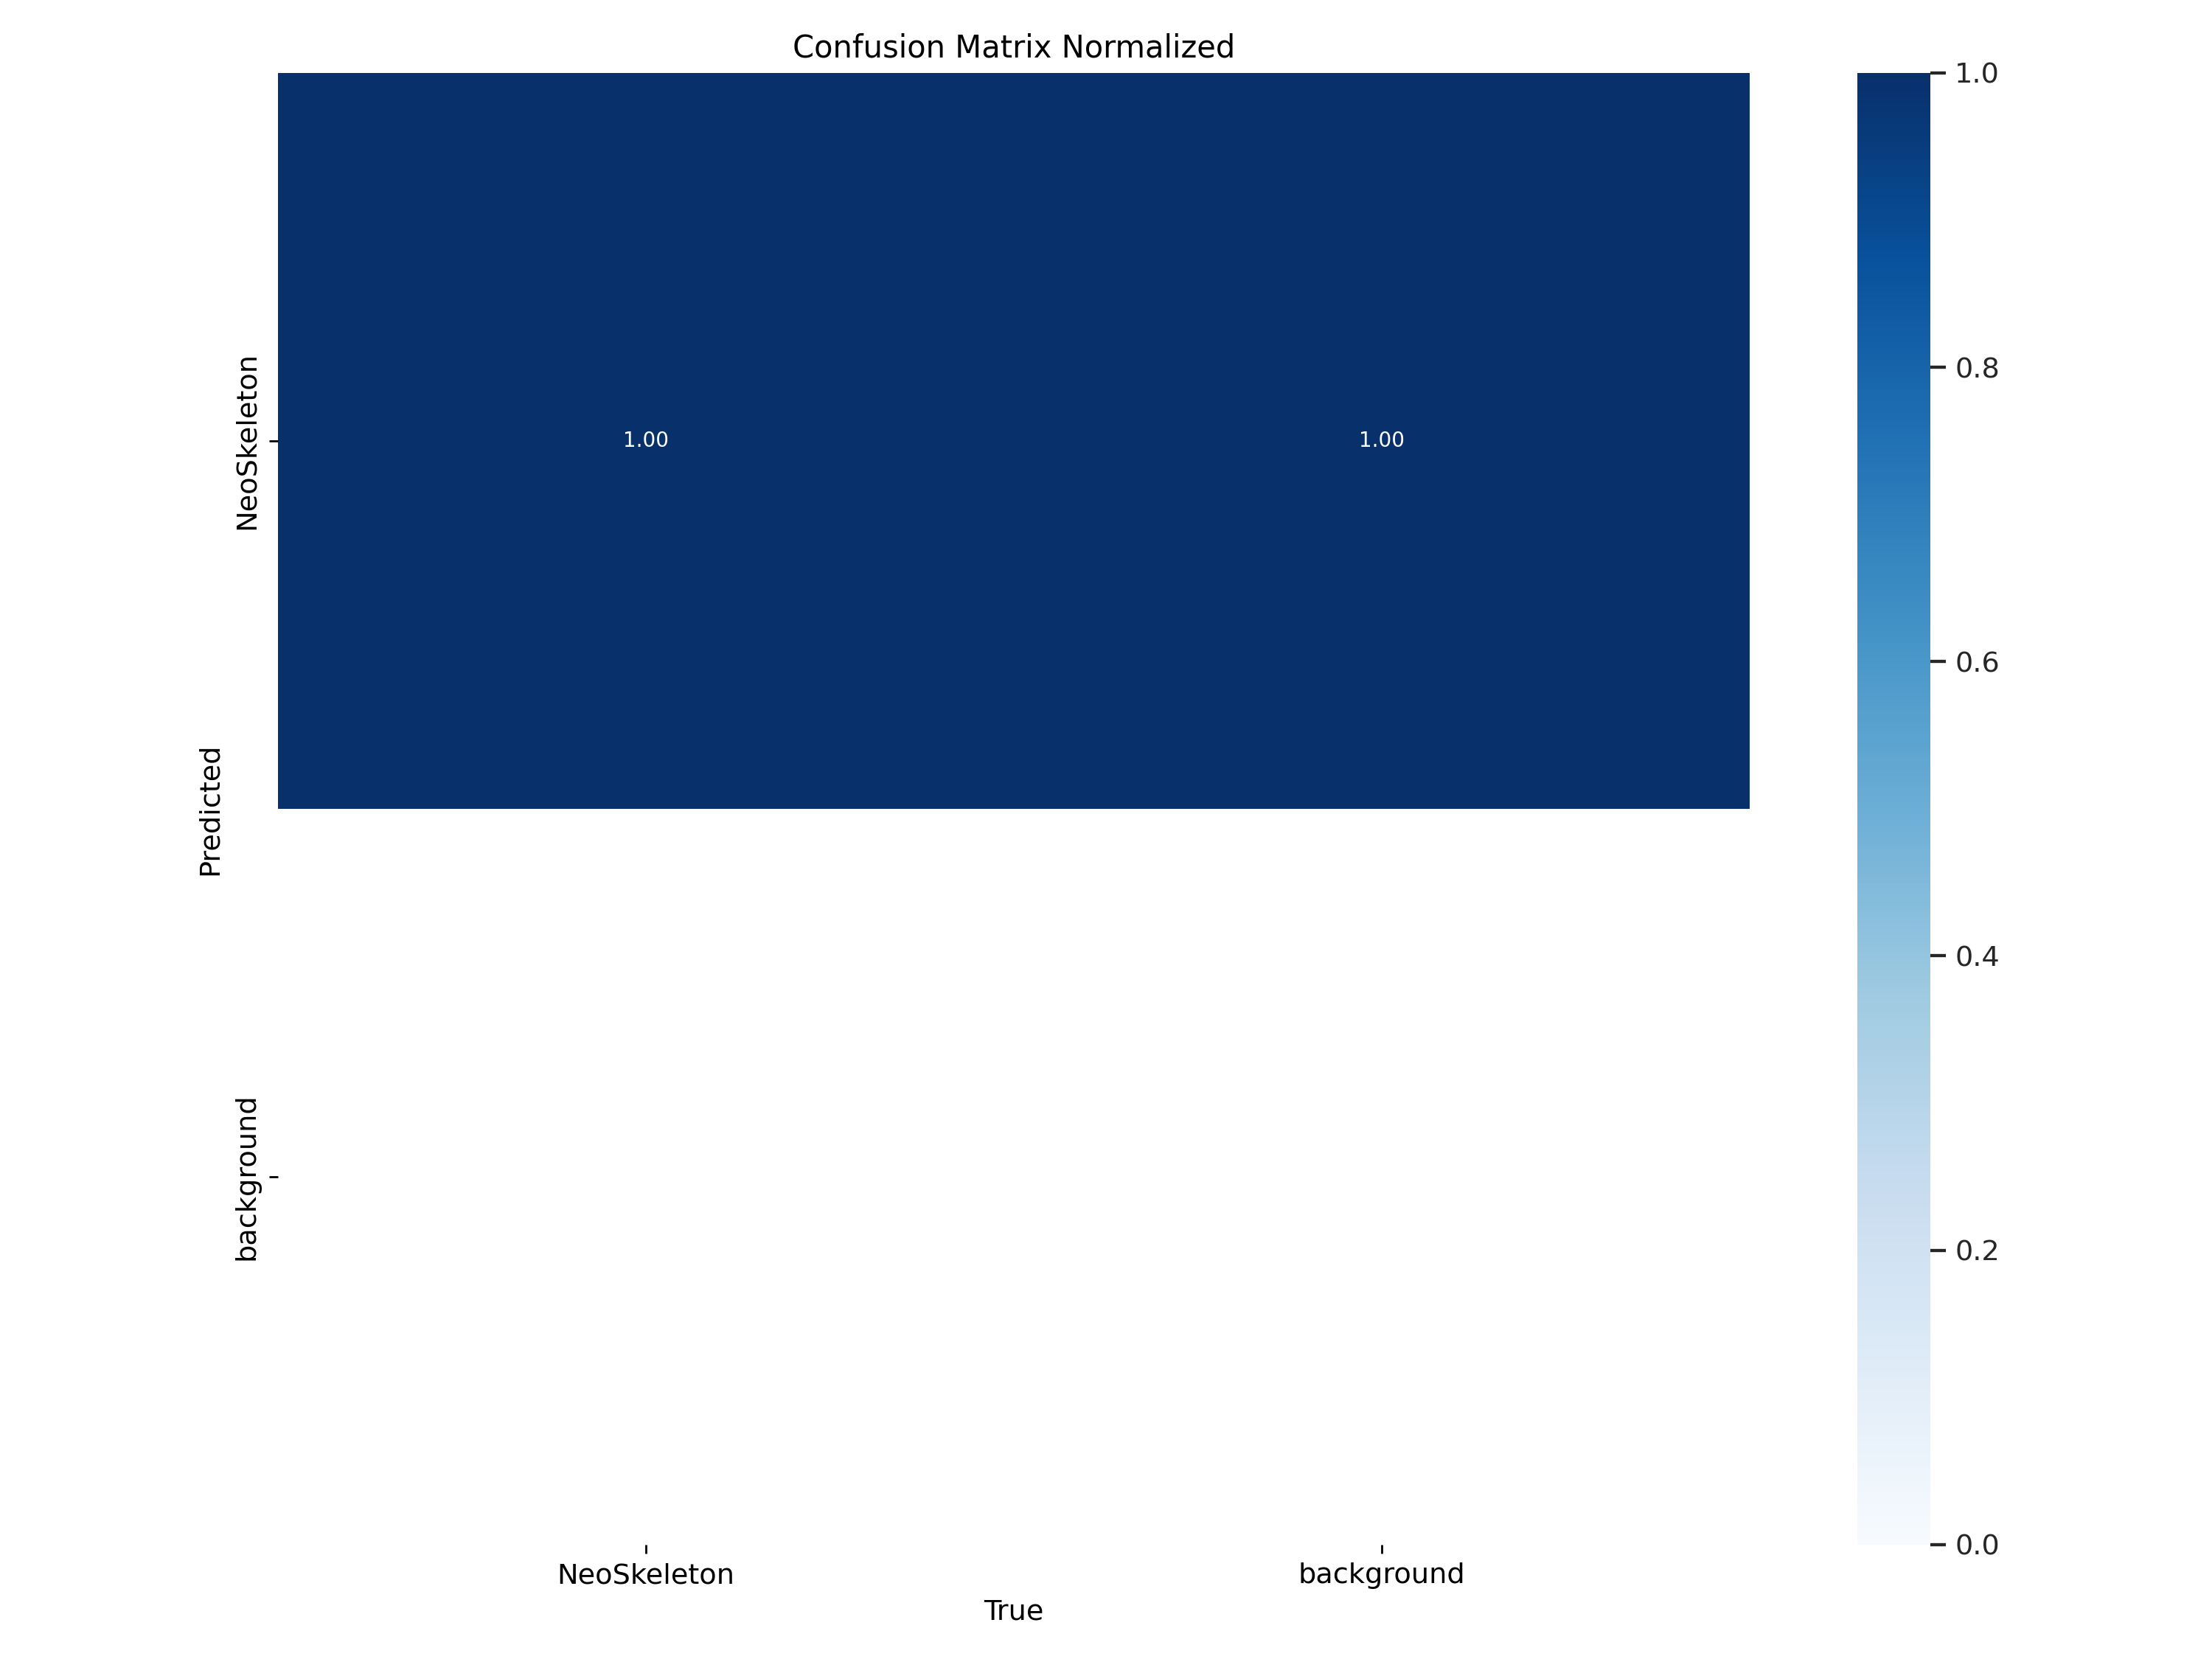 Confusion Matrix Normalized
1.0
0.8
0.6
0.4
0.2
0.0
NeoSkeleton
1.00 1.00
Predicted
background
NeoSkeleton background
True